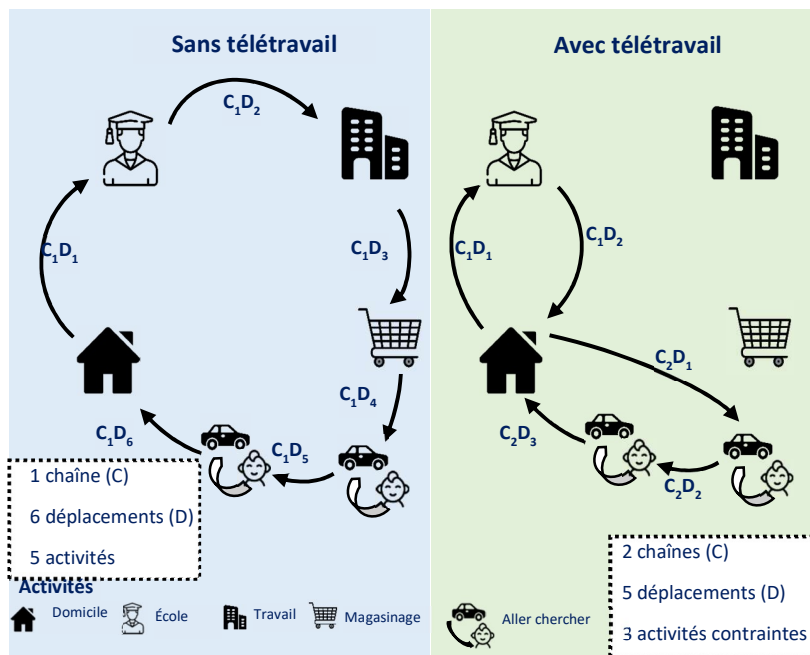 Sans télétravail
C₁D₂
C₁D₁
C₁D₃
C₁D₄
C₁D₆
C₁D₅
1 chaîne (C)
6 déplacements (D)
5 activités
Activités
Domicile
École
Travail
Magasinage
Avec télétravail
C₁D₁
C₁D₂
C₂D₁
C₂D₃
C₂D₂
Aller chercher
2 chaînes (C)
5 déplacements (D)
3 activités contraintes